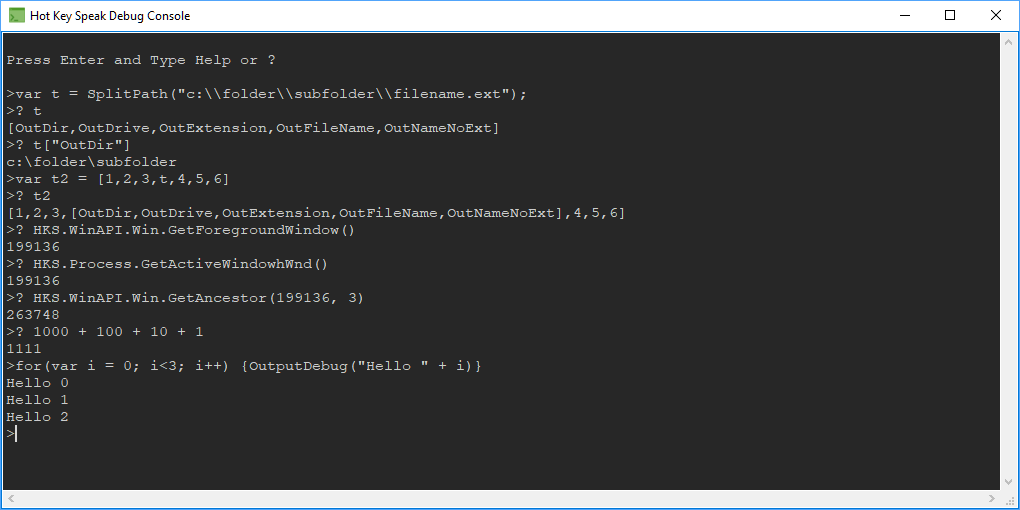 Hot Key Speak Debug Console
Press Enter and Type Help or ?
>var t = SplitPath("c:\\folder\\subfolder\\filename.ext");
>? t
[OutDir,OutDrive,OutExtension,OutFileName,OutNameNoExt]
>? t["OutDir"]
c:\folder\subfolder
>var t2 = [1,2,3,t,4,5,6]
>? t2
[1,2,3,[OutDir,OutDrive,OutExtension,OutFileName,OutNameNoExt],4,5,6]
>? HKS.WinAPI.Win.GetForegroundWindow()
199136
>? HKS.Process.GetActiveWindowhWnd()
199136
>? HKS.WinAPI.Win.GetAncestor(199136, 3)
263748
>? 1000 + 100 + 10 + 1
1111
>for(var i = 0; i<3; i++) {OutputDebug("Hello " + i)}
Hello 0
Hello 1
Hello 2
>